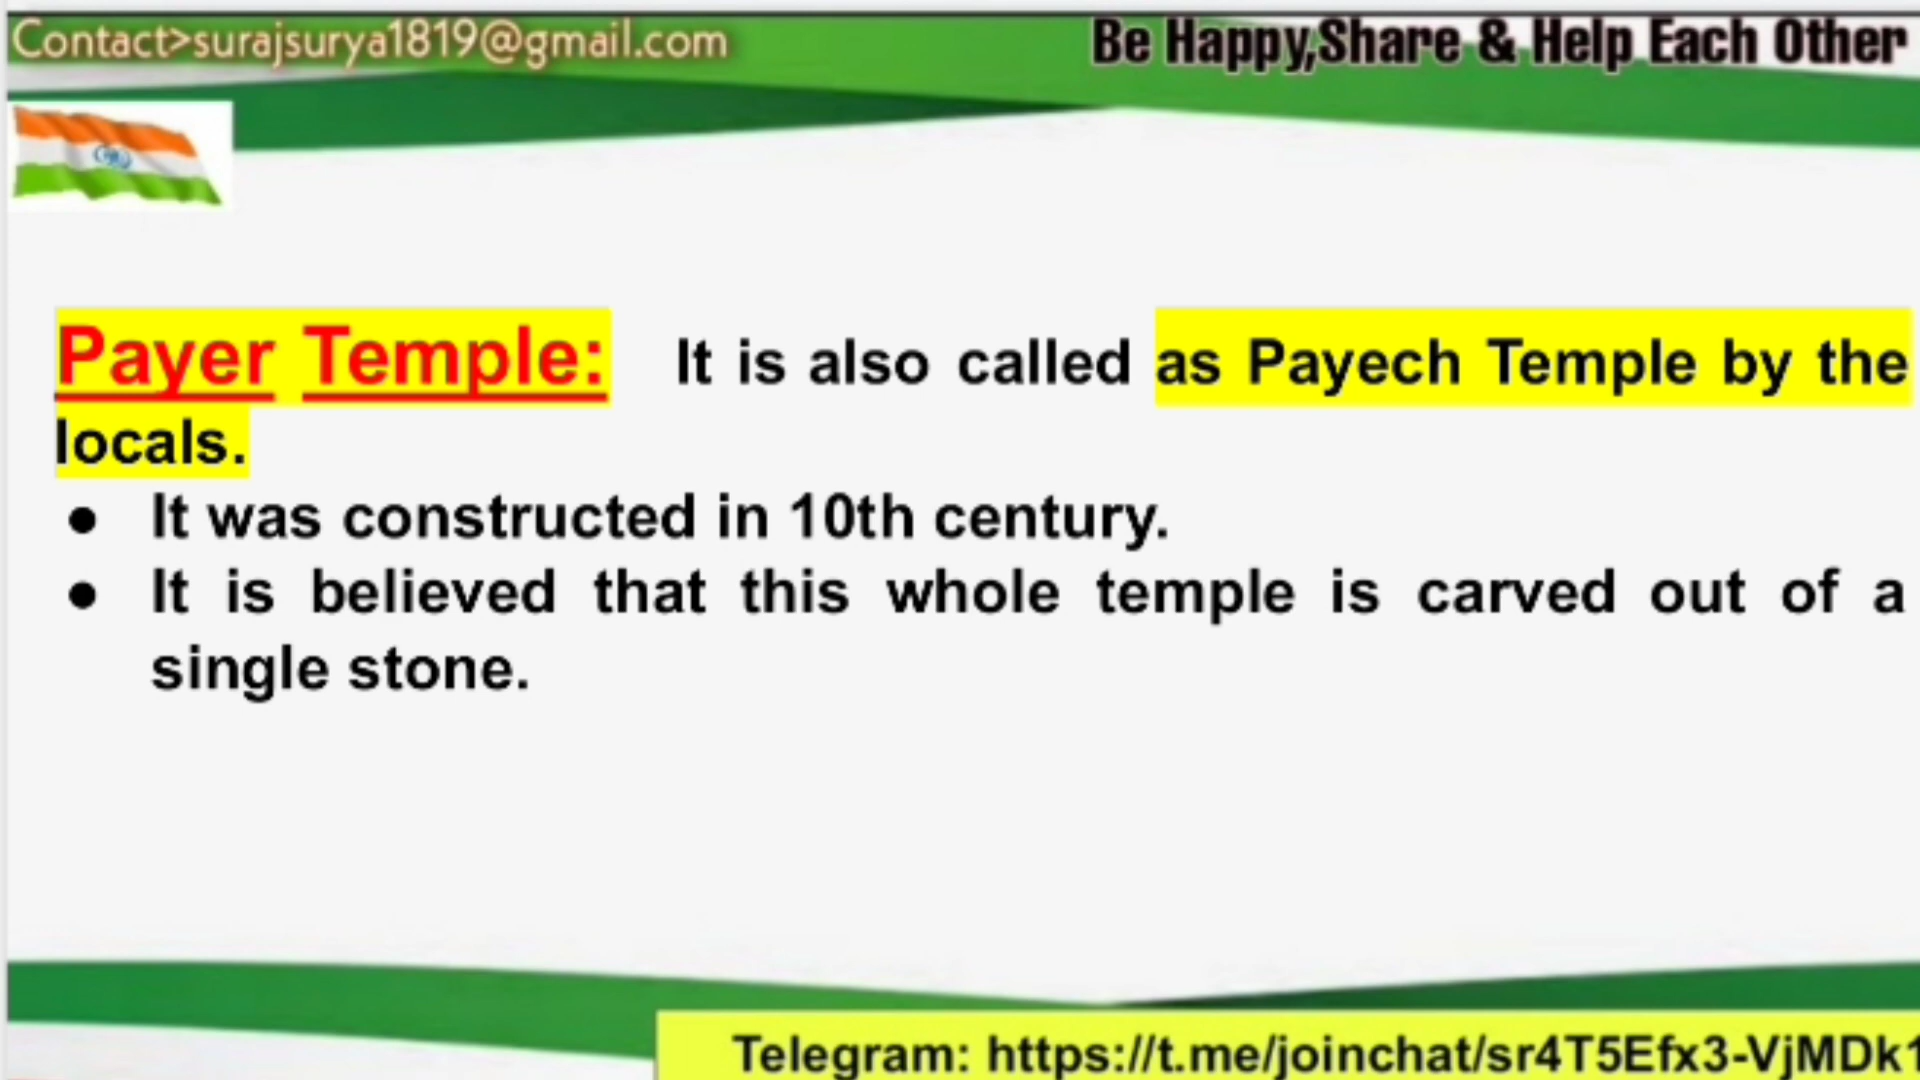 Contact>surajsurya1819@gmail.com
Be Happy,Share & Help Each Other
Payer Temple: It is also called as Payech Temple by the
locals.
● It was constructed in 10th century.
● It is believed that this whole temple is carved out of a
single stone.
Telegram: https://t.me/joinchat/sr4T5Efx3-VjMDk1